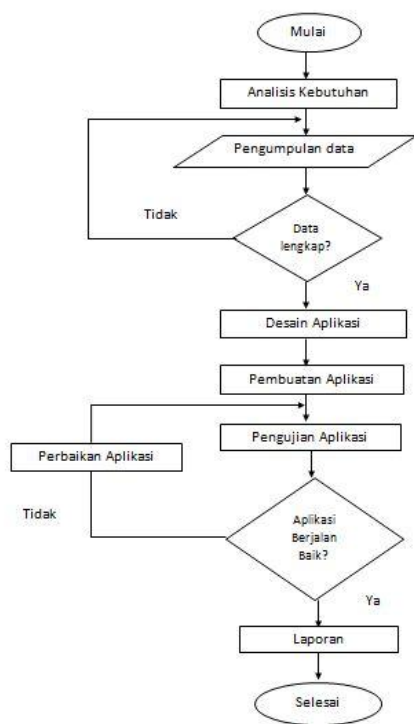 Mulai
Analisis Kebutuhan
Pengumpulan data
Tidak
Data
lengkap?
Ya
Desain Aplikasi
Pembuatan Aplikasi
Pengujian Aplikasi
Perbaikan Aplikasi
Tidak
Aplikasi
Berjalan
Baik?
Ya
Laporan
Selesai